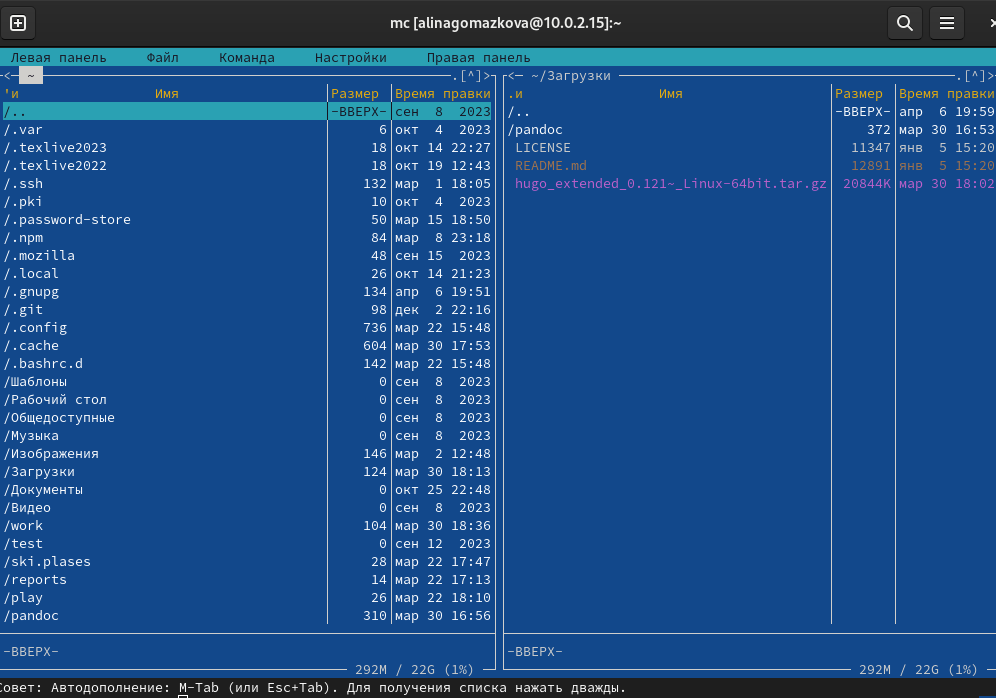 mc [alinagomazkova@10.0.2.15]:~
Левая панель Файл Команда Настройки Правая панель
<─ ~ .[^]>
'и Имя Размер Время правки
/.. -ВВЕРХ- сен 8 2023
/.var 6 окт 4 2023
/.texlive2023 18 окт 14 22:27
/.texlive2022 18 окт 19 12:43
/.ssh 132 мар 1 18:05
/.pki 10 окт 4 2023
/.password-store 50 мар 15 18:50
/.npm 84 мар 8 23:18
/.mozilla 48 сен 15 2023
/.local 26 окт 14 21:23
/.gnupg 134 апр 6 19:51
/.git 98 дек 2 22:16
/.config 736 мар 22 15:48
/.cache 604 мар 30 17:53
/.bashrc.d 142 мар 22 15:48
/Шаблоны 0 сен 8 2023
/Рабочий стол 0 сен 8 2023
/Общедоступные 0 сен 8 2023
/Музыка 0 сен 8 2023
/Изображения 146 мар 2 12:48
/Загрузки 124 мар 30 18:13
/Документы 0 окт 25 22:48
/Видео 0 сен 8 2023
/work 104 мар 30 18:36
/test 0 сен 12 2023
/ski.plases 28 мар 22 17:47
/reports 14 мар 22 17:13
/play 26 мар 22 18:10
/pandoc 310 мар 30 16:56
-ВВЕРХ-
292M / 22G (1%)
<─ ~/Загрузки .[^]>
.и Имя Размер Время правки
/.. -ВВЕРХ- апр 6 19:59
/pandoc 372 мар 30 16:53
LICENSE 11347 янв 5 15:20
README.md 12891 янв 5 15:20
hugo_extended_0.121~_Linux-64bit.tar.gz 20844K мар 30 18:02
-ВВЕРХ-
292M / 22G (1%)
Совет: Автодополнение: M-Tab (или Esc+Tab). Для получения списка нажать дважды.